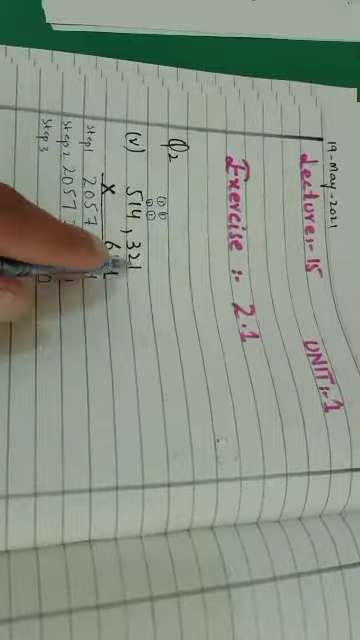 19-May-2021
Lecture:-15 UNIT:-1
Exercise :- 2.1
Q2
(v) 514,321
×
Step1 2057
Step2 2057
Step3